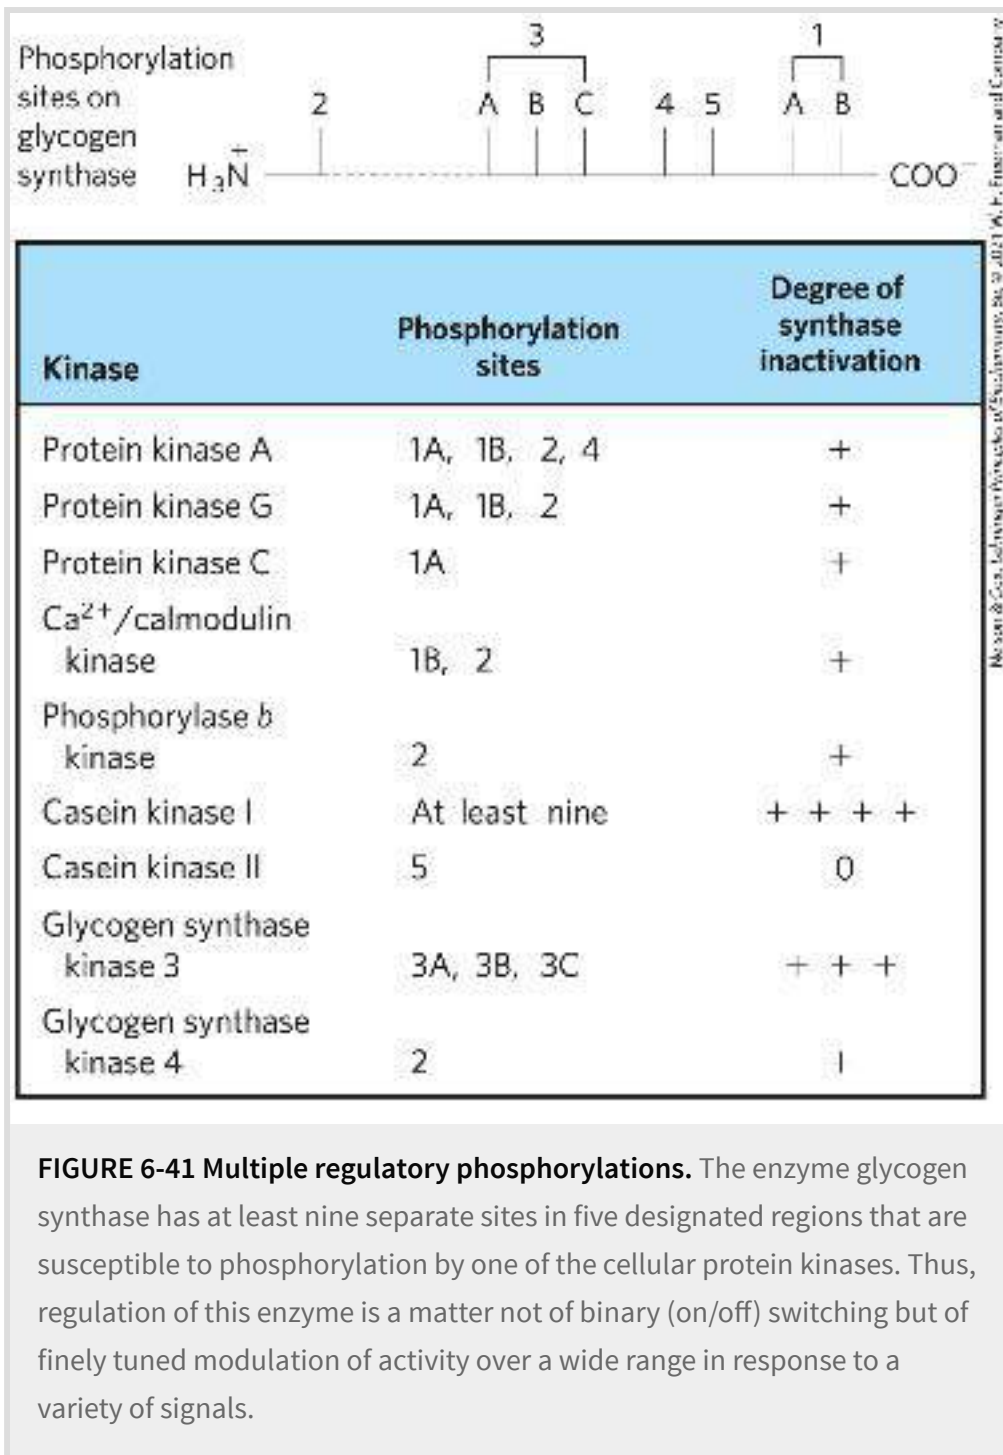 Phosphorylation
sites on
glycogen
synthase
3
1
2 A B C 4 5 A B
H₃N⁺ COO⁻
Kinase
Phosphorylation
sites
Degree of
synthase
inactivation
Protein kinase A 1A, 1B, 2, 4 +
Protein kinase G 1A, 1B, 2 +
Protein kinase C 1A +
Ca²⁺/calmodulin
kinase 1B, 2 +
Phosphorylase b
kinase 2 +
Casein kinase I At least nine + + + +
Casein kinase II 5 0
Glycogen synthase
kinase 3 3A, 3B, 3C + + +
Glycogen synthase
kinase 4 2
FIGURE 6-41 Multiple regulatory phosphorylations. The enzyme glycogen
synthase has at least nine separate sites in five designated regions that are
susceptible to phosphorylation by one of the cellular protein kinases. Thus,
regulation of this enzyme is a matter not of binary (on/off) switching but of
finely tuned modulation of activity over a wide range in response to a
variety of signals.